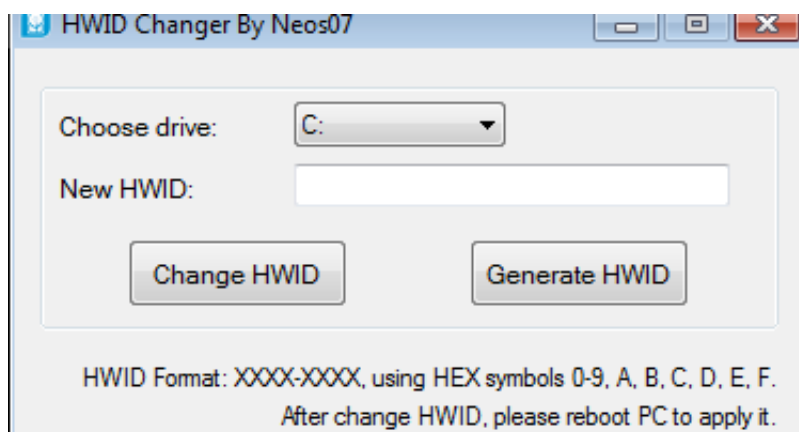 HWID Changer By Neos07
Choose drive: C:
New HWID:
Change HWID Generate HWID
HWID Format: XXXX-XXXX, using HEX symbols 0-9, A, B, C, D, E, F.
After change HWID, please reboot PC to apply it.